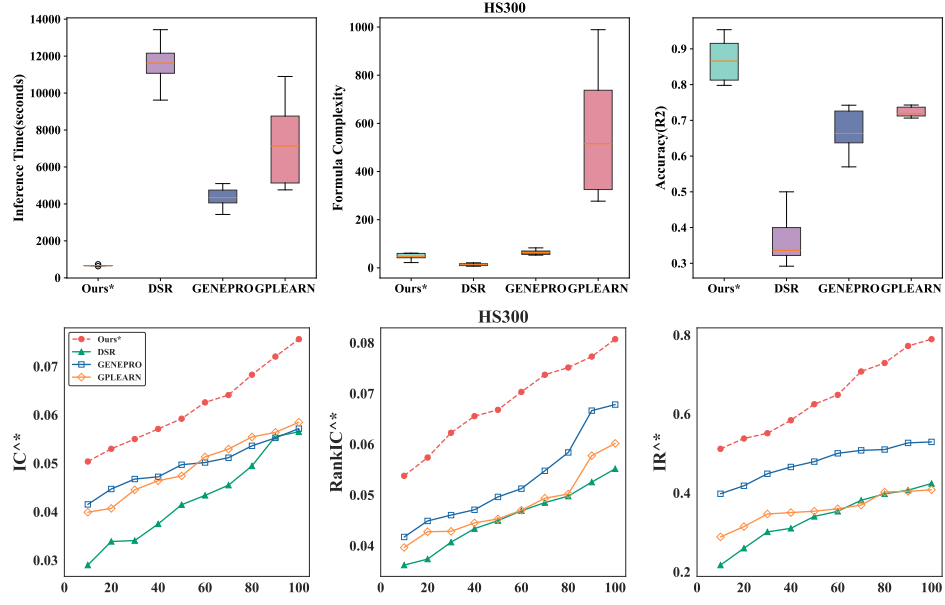 HS300
Inference Time(seconds)
14000
12000
10000
8000
6000
4000
2000
0
Ours*
DSR
GENEPRO
GPLEARN
Formula Complexity
1000
800
600
400
200
0
Ours*
DSR
GENEPRO
GPLEARN
Accuracy(R2)
0.9
0.8
0.7
0.6
0.5
0.4
0.3
Ours*
DSR
GENEPRO
GPLEARN
HS300
IC^*
0.07
0.06
0.05
0.04
0.03
Ours*
DSR
GENEPRO
GPLEARN
0
20
40
60
80
100
RankIC^*
0.08
0.07
0.06
0.05
0.04
0
20
40
60
80
100
IR^*
0.8
0.6
0.4
0.2
0
20
40
60
80
100